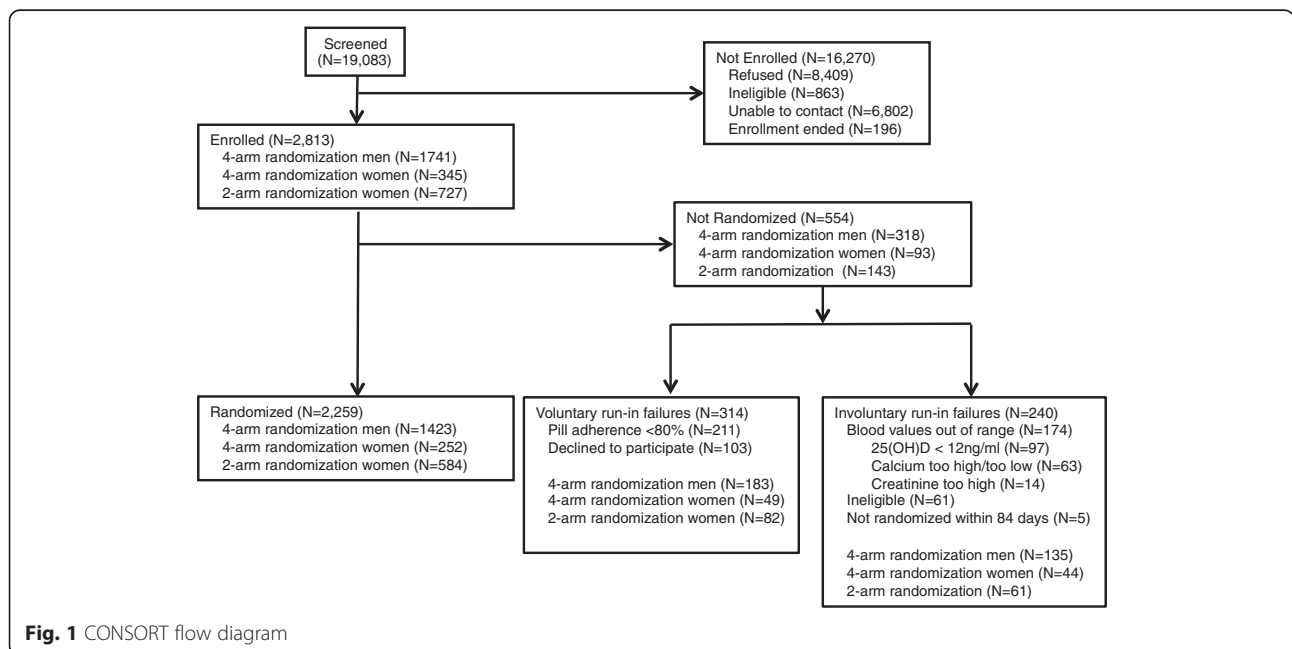 Screened
(N=19,083)
Not Enrolled (N=16,270)
Refused (N=8,409)
Ineligible (N=863)
Unable to contact (N=6,802)
Enrollment ended (N=196)
Enrolled (N=2,813)
4-arm randomization men (N=1741)
4-arm randomization women (N=345)
2-arm randomization women (N=727)
Not Randomized (N=554)
4-arm randomization men (N=318)
4-arm randomization women (N=93)
2-arm randomization (N=143)
Randomized (N=2,259)
4-arm randomization men (N=1423)
4-arm randomization women (N=252)
2-arm randomization women (N=584)
Voluntary run-in failures (N=314)
Pill adherence <80% (N=211)
Declined to participate (N=103)
4-arm randomization men (N=183)
4-arm randomization women (N=49)
2-arm randomization women (N=82)
Involuntary run-in failures (N=240)
Blood values out of range (N=174)
25(OH)D < 12ng/ml (N=97)
Calcium too high/too low (N=63)
Creatinine too high (N=14)
Ineligible (N=61)
Not randomized within 84 days (N=5)
4-arm randomization men (N=135)
4-arm randomization women (N=44)
2-arm randomization (N=61)
Fig. 1 CONSORT flow diagram